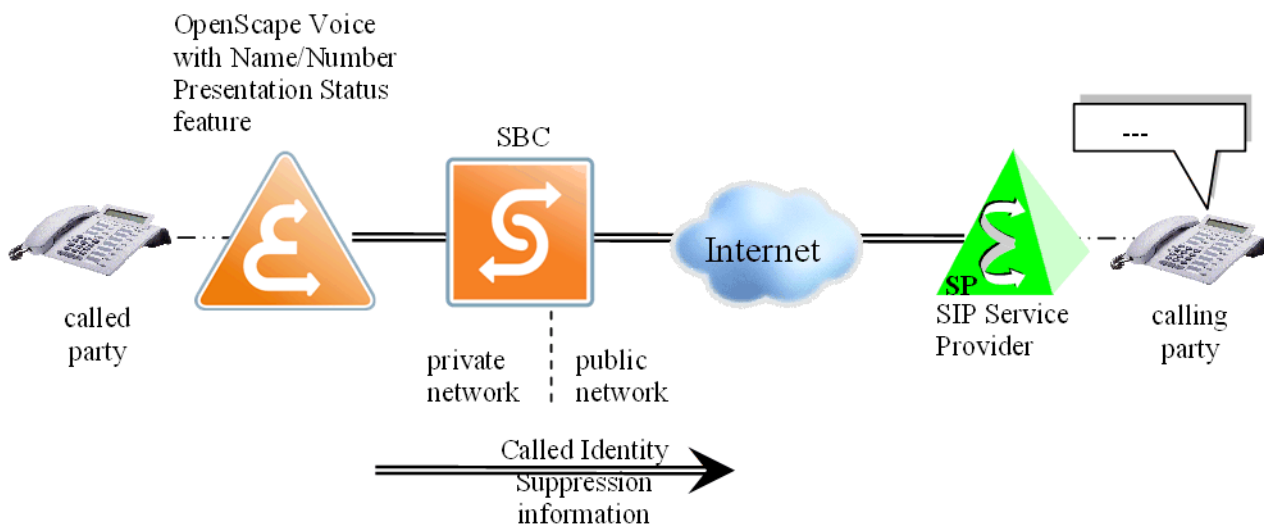 OpenScape Voice
with Name/Number
Presentation Status
feature
SBC
---
Internet
SP
called
party
SIP Service
Provider
calling
party
private
network
public
network
Called Identity
Suppression
information